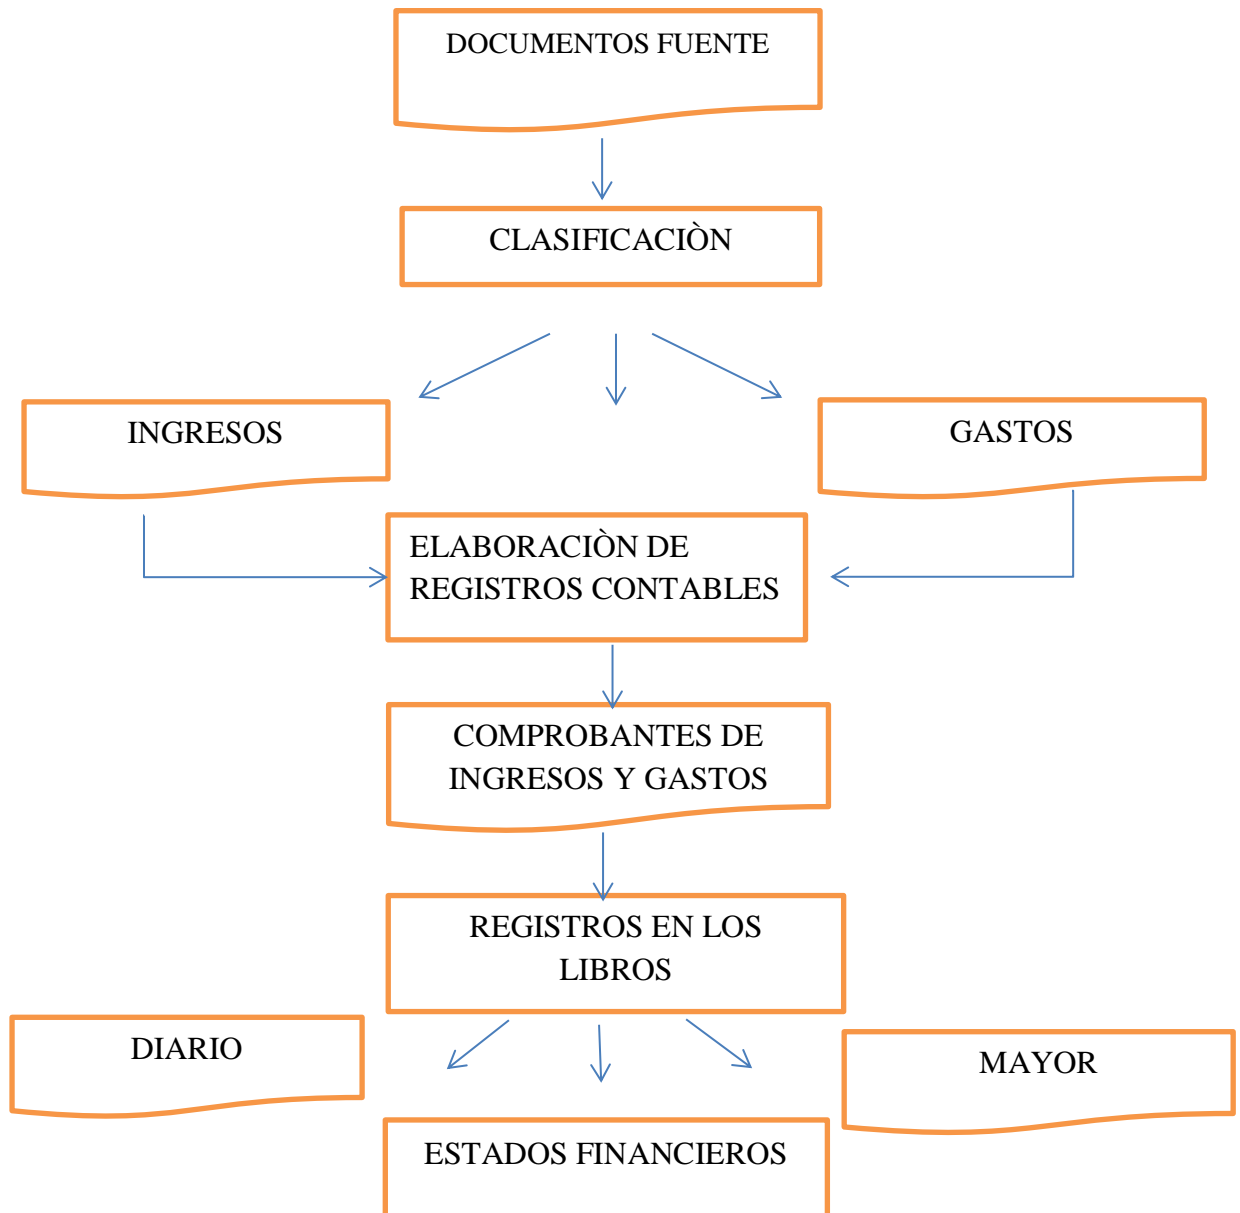 DOCUMENTOS FUENTE
CLASIFICACIÒN
INGRESOS
GASTOS
ELABORACIÒN DE
REGISTROS CONTABLES
COMPROBANTES DE
INGRESOS Y GASTOS
REGISTROS EN LOS
LIBROS
DIARIO
MAYOR
ESTADOS FINANCIEROS